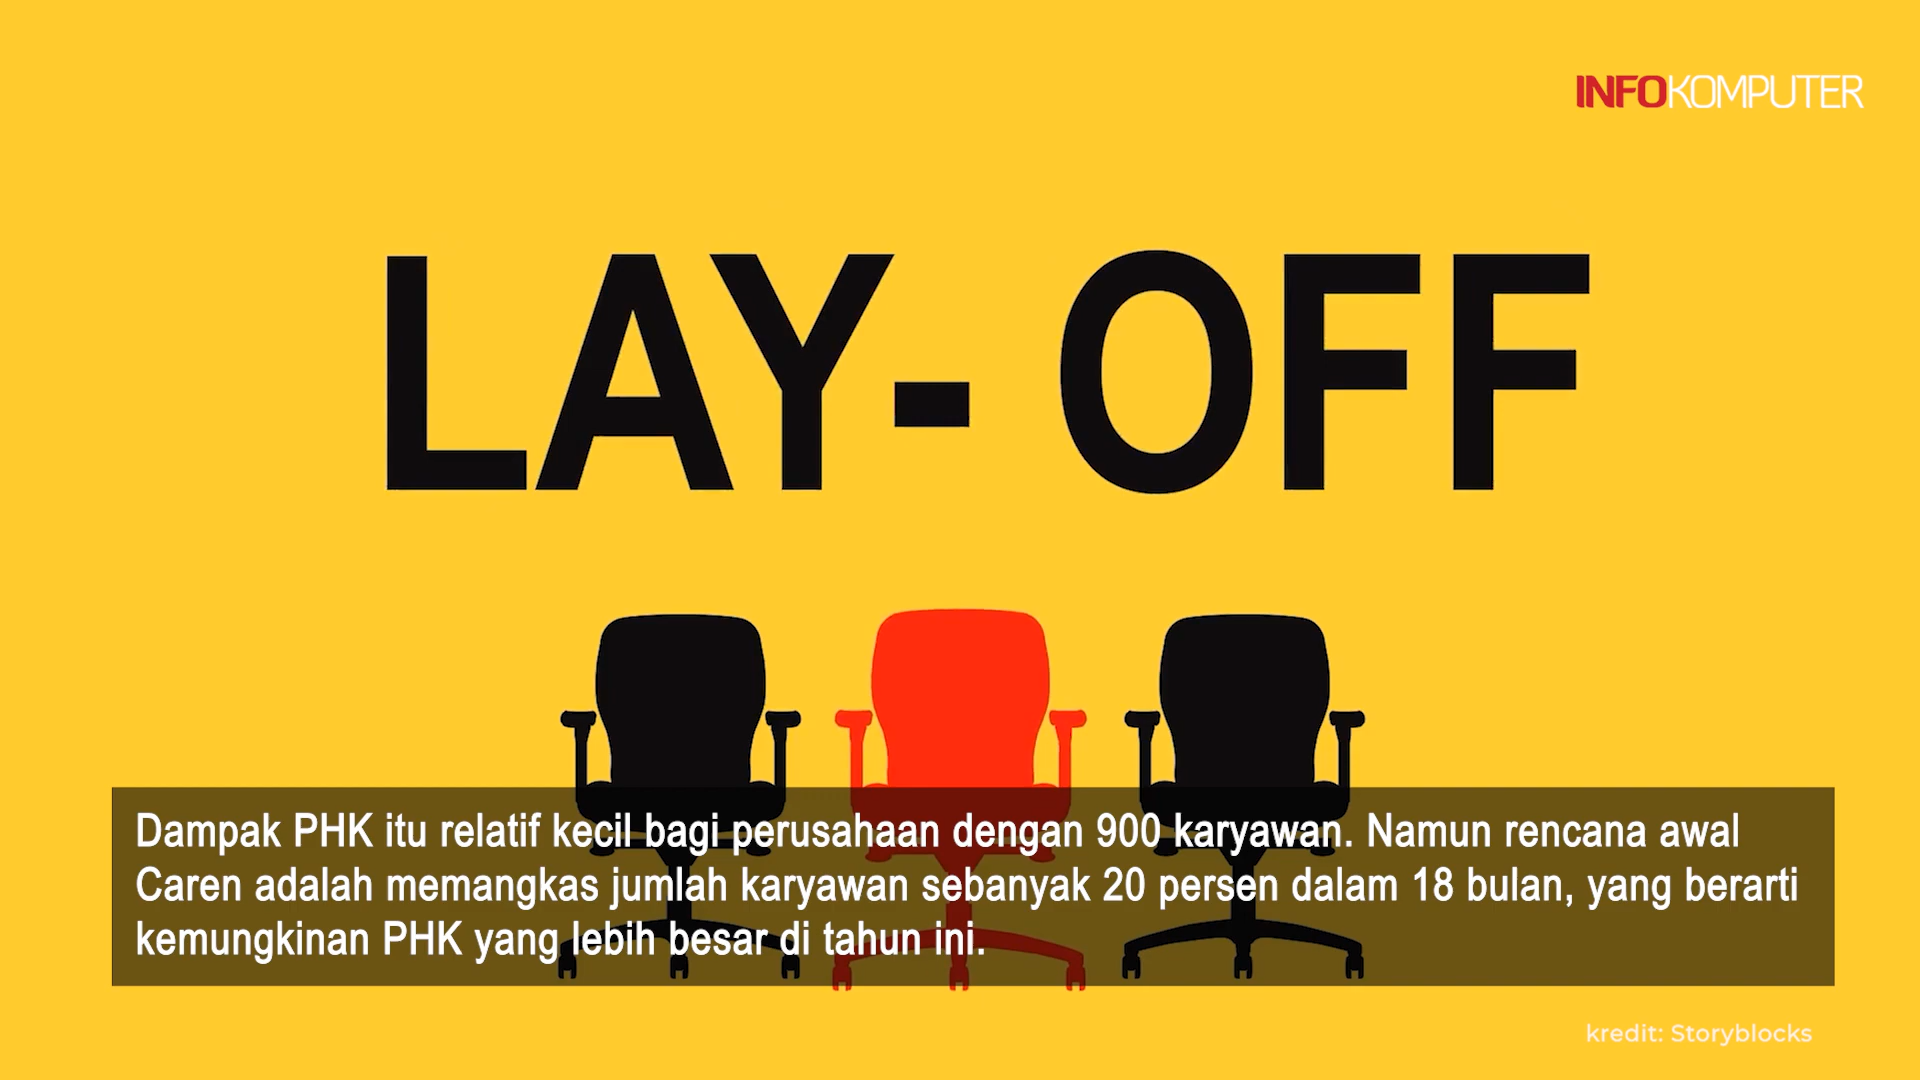 INFOKOMPUTER
LAY- OFF
Dampak PHK itu relatif kecil bagi perusahaan dengan 900 karyawan. Namun rencana awal
Caren adalah memangkas jumlah karyawan sebanyak 20 persen dalam 18 bulan, yang berarti
kemungkinan PHK yang lebih besar di tahun ini.
kredit: Storyblocks